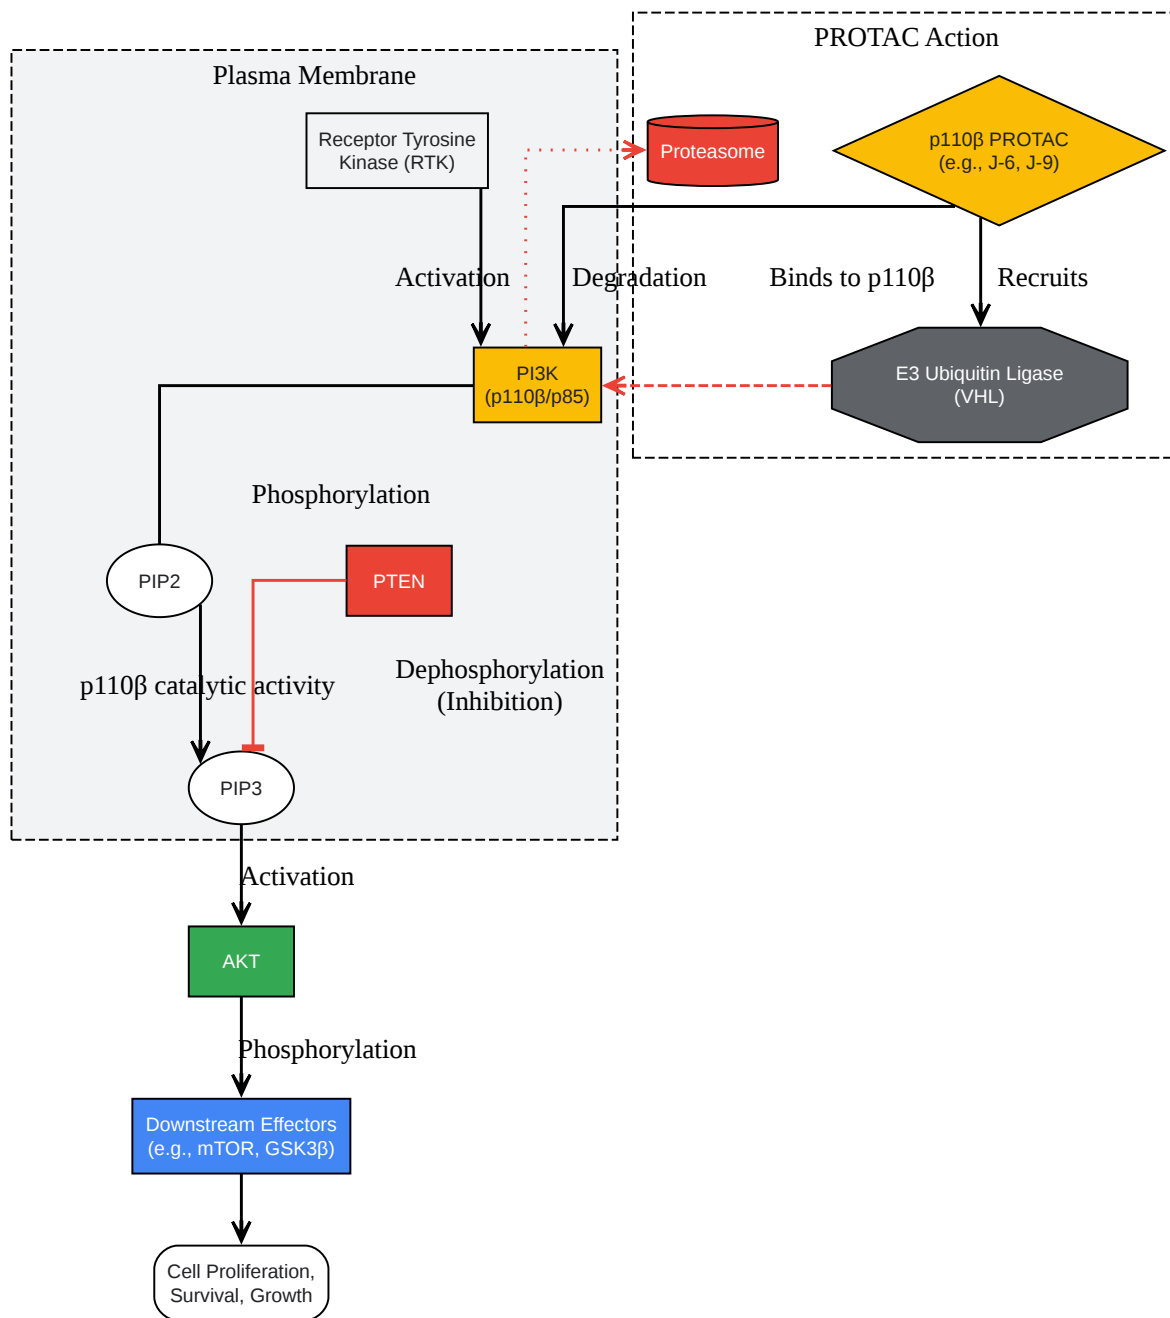 PROTAC Action
Plasma Membrane
Receptor Tyrosine
Kinase (RTK)
Proteasome
p110β PROTAC
(e.g., J-6, J-9)
Activation
Degradation
Binds to p110β
Recruits
PI3K
(p110β/p85)
E3 Ubiquitin Ligase
(VHL)
Phosphorylation
PIP2
PTEN
p110β catalytic activity
Dephosphorylation
(Inhibition)
PIP3
Activation
AKT
Phosphorylation
Downstream Effectors
(e.g., mTOR, GSK3β)
Cell Proliferation,
Survival, Growth